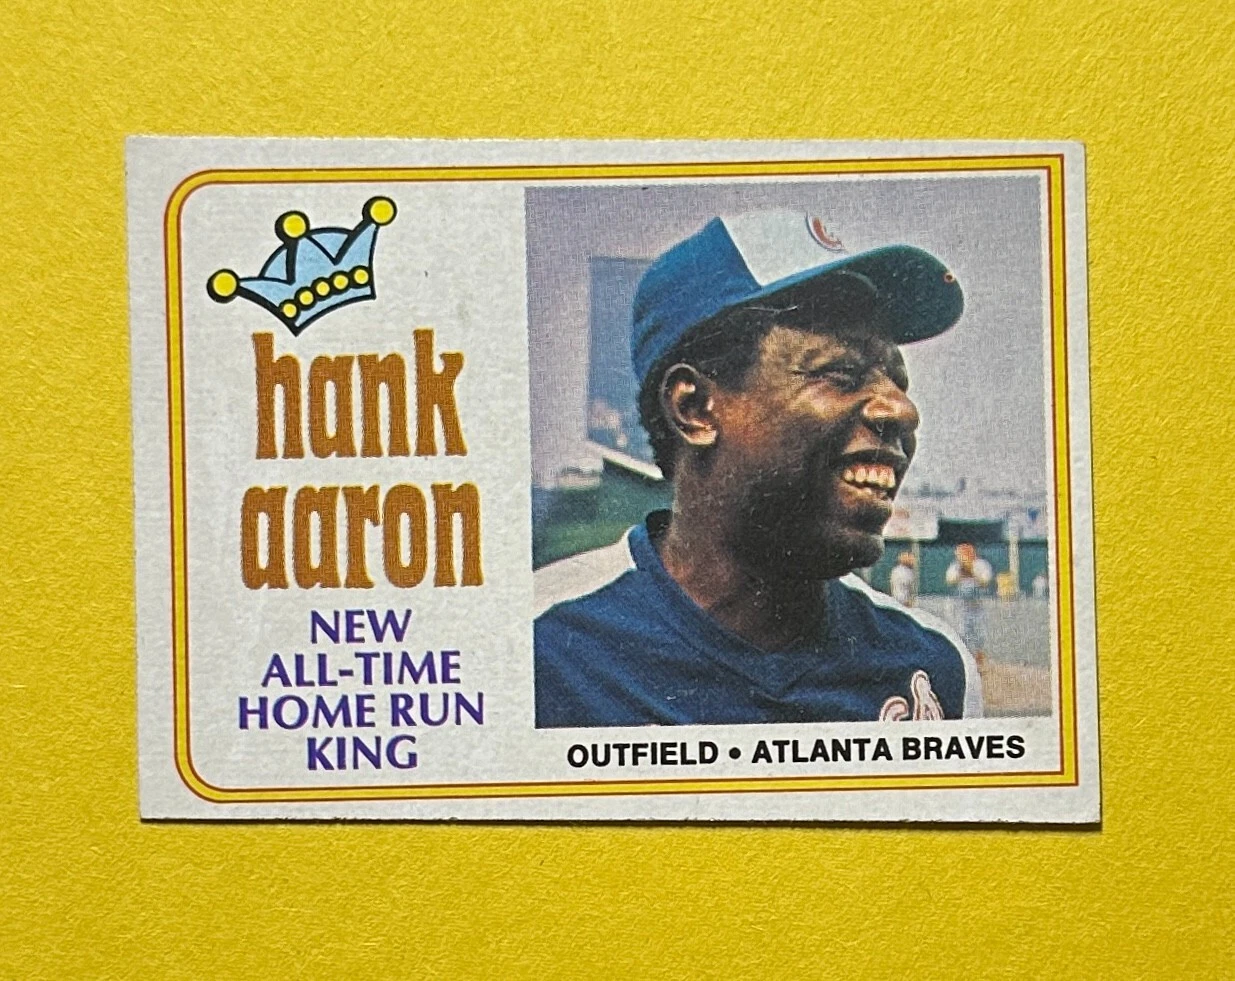 hank
aaron
NEW
ALL-TIME
HOME RUN
KING
OUTFIELD • ATLANTA BRAVES